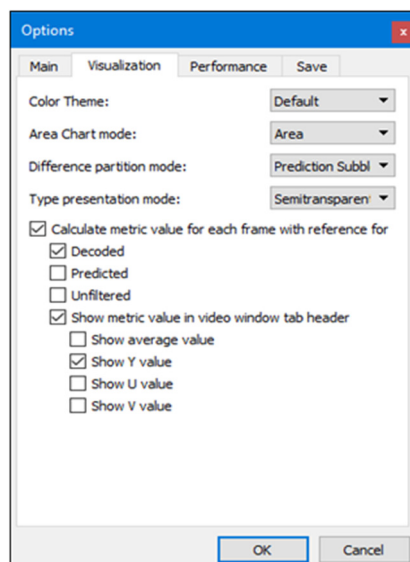 Options
x
Main Visualization Performance Save
Color Theme: Default
Area Chart mode: Area
Difference partition mode: Prediction Subbl
Type presentation mode: Semitransparen
Calculate metric value for each frame with reference for
Decoded
Predicted
Unfiltered
Show metric value in video window tab header
Show average value
Show Y value
Show U value
Show V value
OK Cancel